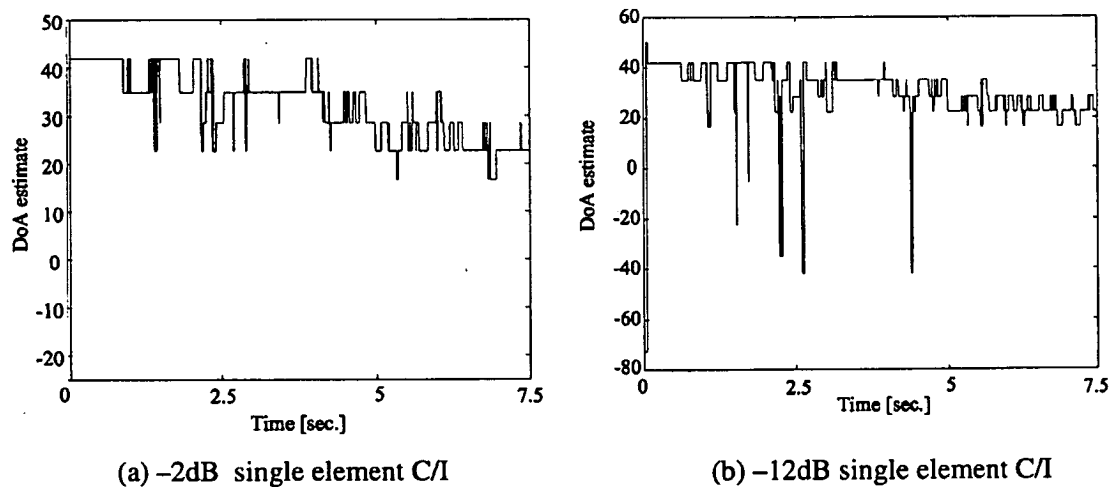 50
40
30
20
10
0
-10
-20
DoA estimate
0 2.5 5 7.5
Time [sec.]
(a) –2dB single element C/I
60
40
20
0
-20
-40
-60
-80
DoA estimate
0 2.5 5 7.5
Time [sec.]
(b) –12dB single element C/I